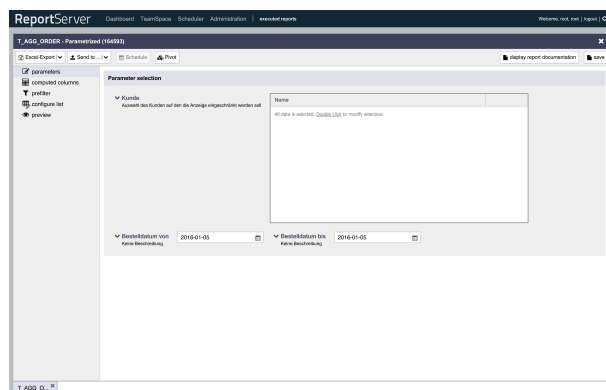 ReportServer Dashboard TeamSpace Scheduler Administration | executed reports Welcome, root, root | logout |
T_AGG_ORDER - Parametrized (164593)
Excel-Export Send to ... Schedule Pivot display report documentation save
parameters
computed columns
prefilter
configure list
preview
Parameter selection
Kunde
Auswahl des Kunden auf den die Anzeige eingeschränkt werden soll
Name
All data is selected. Double click to modify selection.
Bestelldatum von 2016-01-05
Keine Beschreibung
Bestelldatum bis 2016-01-05
Keine Beschreibung
T_AGG_O...